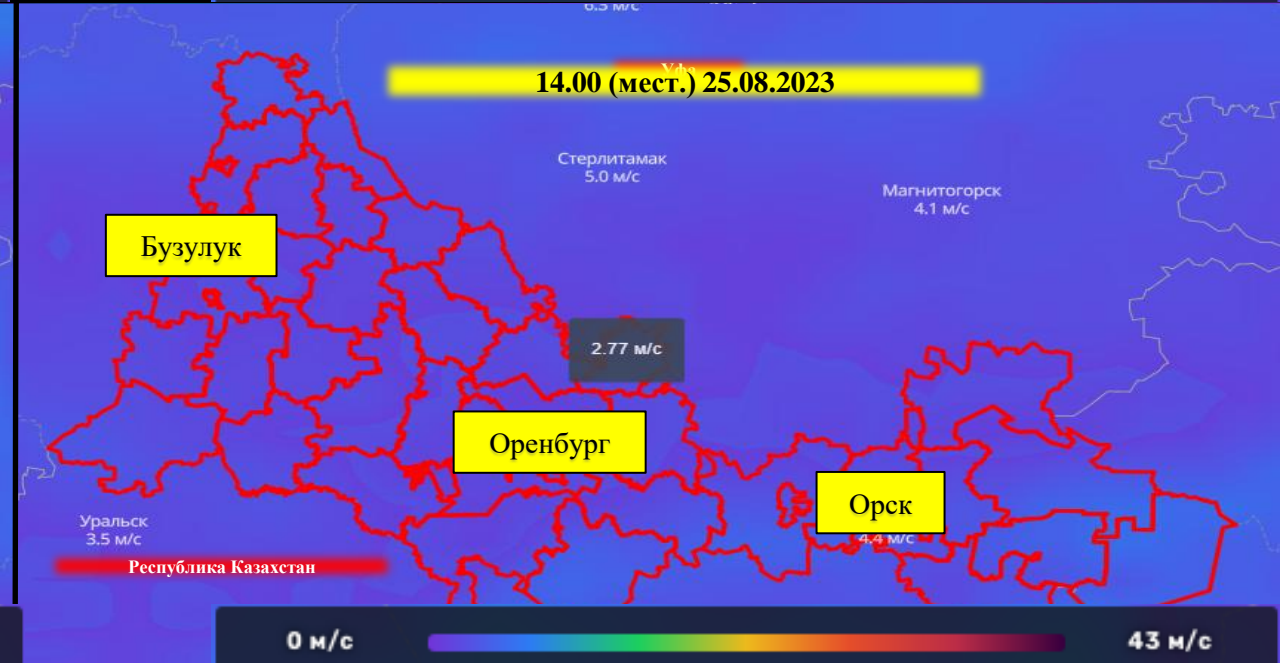 6.3 м/с
Уфа
14.00 (мест.) 25.08.2023
Стерлитамак
5.0 м/с
Магнитогорск
4.1 м/с
Бузулук
2.77 м/с
Оренбург
Орск
4.4 м/с
Уральск
3.5 м/с
Республика Казахстан
0 м/с
43 м/с